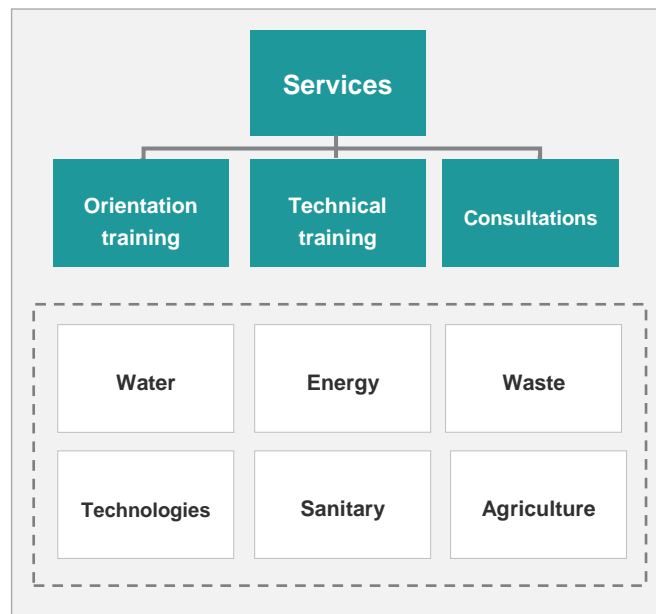 Services
Orientation
training
Technical
training
Consultations
Water
Energy
Waste
Technologies
Sanitary
Agriculture